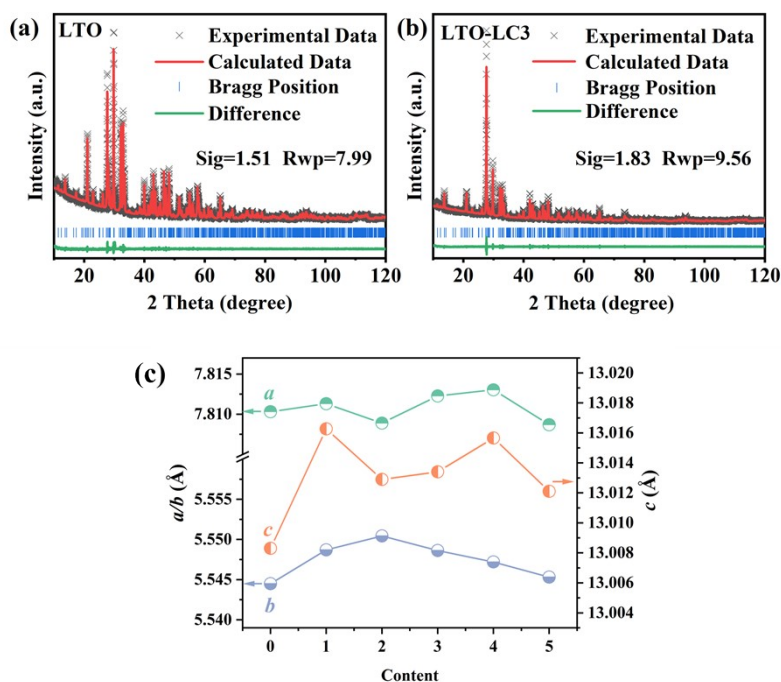 (a)
LTO
Experimental Data
Calculated Data
Bragg Position
Difference
Sig=1.51 Rwp=7.99
Intensity (a.u.)
20 40 60 80 100 120
2 Theta (degree)
(b)
LTO-LC3
Experimental Data
Calculated Data
Bragg Position
Difference
Sig=1.83 Rwp=9.56
Intensity (a.u.)
20 40 60 80 100 120
2 Theta (degree)
(c)
7.815
7.810
5.555
5.550
5.545
5.540
a/b (Å)
a
c
b
13.020
13.018
13.016
13.014
13.012
13.010
13.008
13.006
13.004
c (Å)
0 1 2 3 4 5
Content